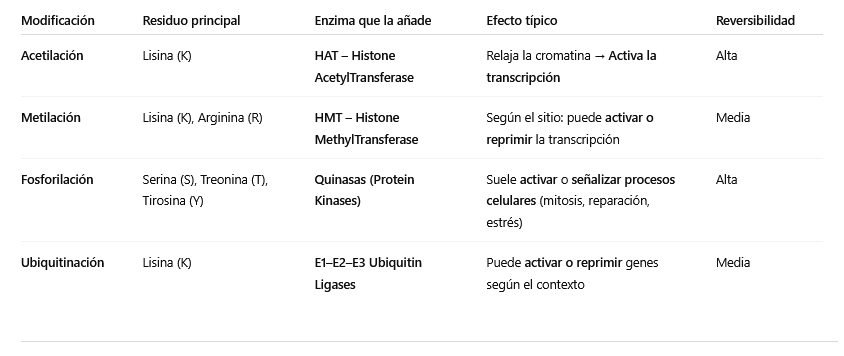 Modificación Residuo principal Enzima que la añade Efecto típico Reversibilidad
Acetilación Lisina (K) HAT – Histone Relaja la cromatina → Activa la Alta
AcetylTransferase transcripción
Metilación Lisina (K), Arginina (R) HMT – Histone Según el sitio: puede activar o Media
MethylTransferase reprimir la transcripción
Fosforilación Serina (S), Treonina (T), Quinasas (Protein Suele activar o señalizar procesos Alta
Tirosina (Y) Kinases) celulares (mitosis, reparación,
estrés)
Ubiquitinación Lisina (K) E1–E2–E3 Ubiquitin Puede activar o reprimir genes Media
Ligases según el contexto